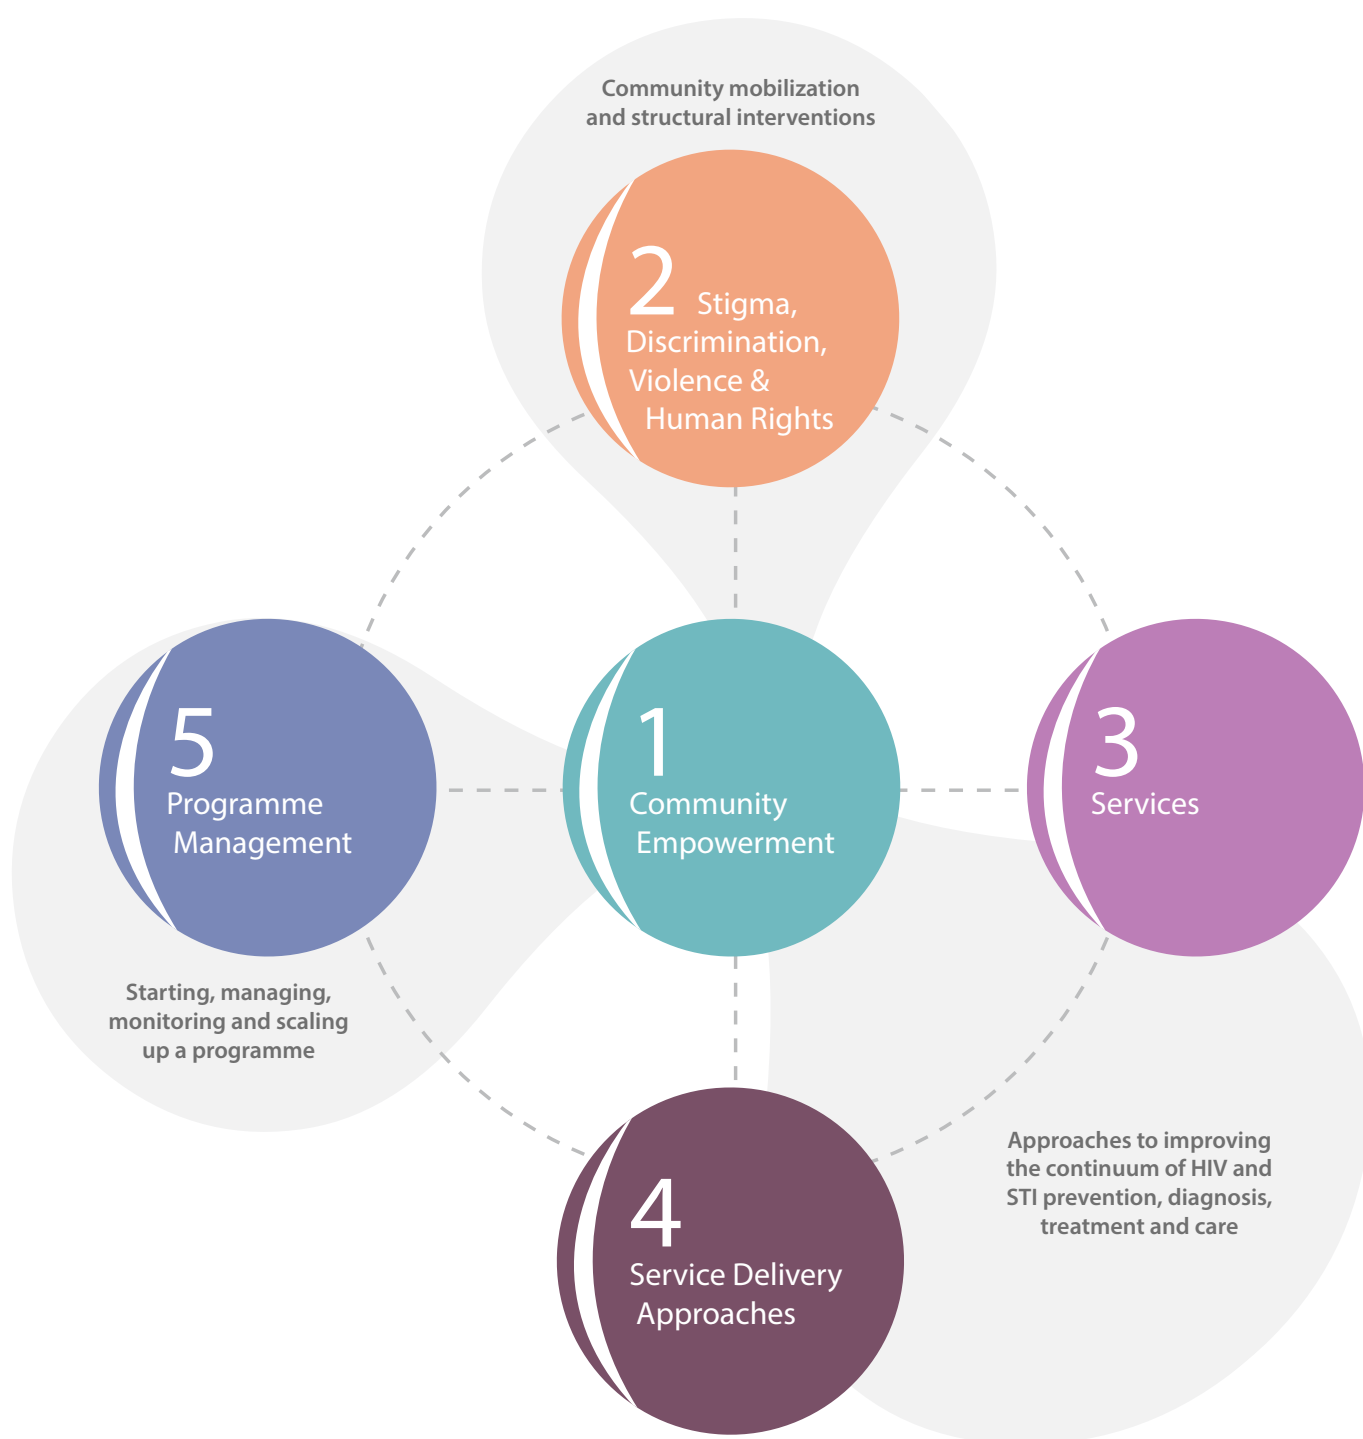 Community mobilization
and structural interventions
2 Stigma,
Discrimination,
Violence &
Human Rights
5
Programme
Management
1
Community
Empowerment
3
Services
Starting, managing,
monitoring and scaling
up a programme
Approaches to improving
the continuum of HIV and
STI prevention, diagnosis,
treatment and care
4
Service Delivery
Approaches